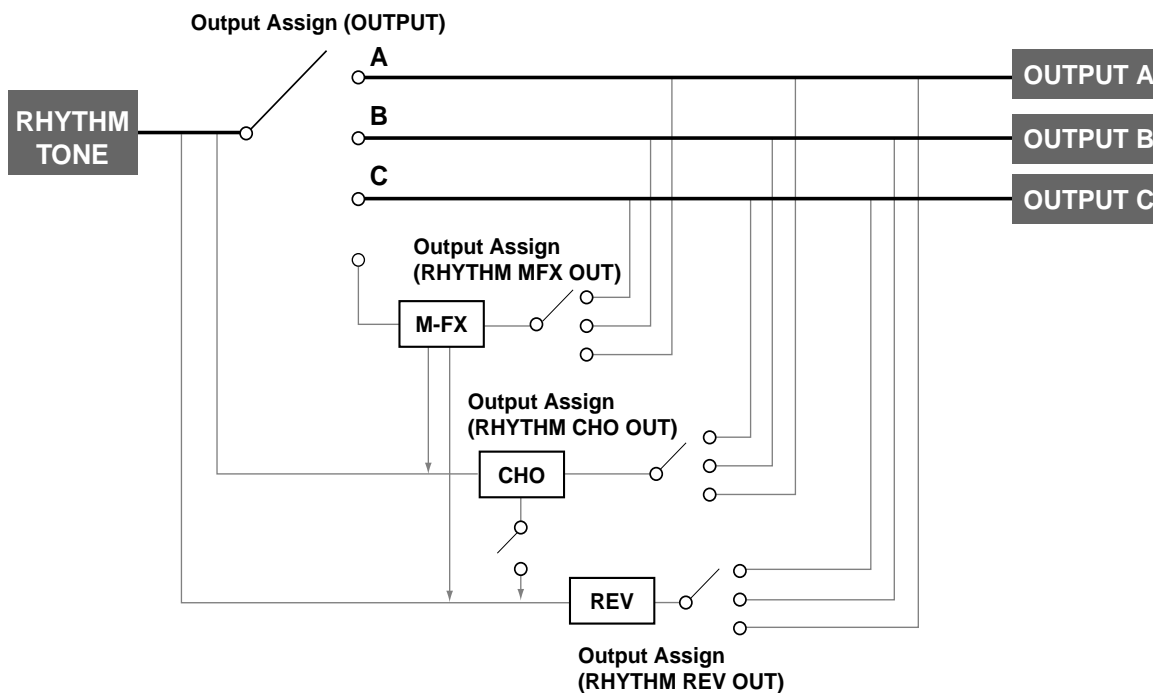 Output Assign (OUTPUT)
A
OUTPUT A
RHYTHM
TONE
B
OUTPUT B
C
OUTPUT C
Output Assign
(RHYTHM MFX OUT)
M-FX
Output Assign
(RHYTHM CHO OUT)
CHO
REV
Output Assign
(RHYTHM REV OUT)